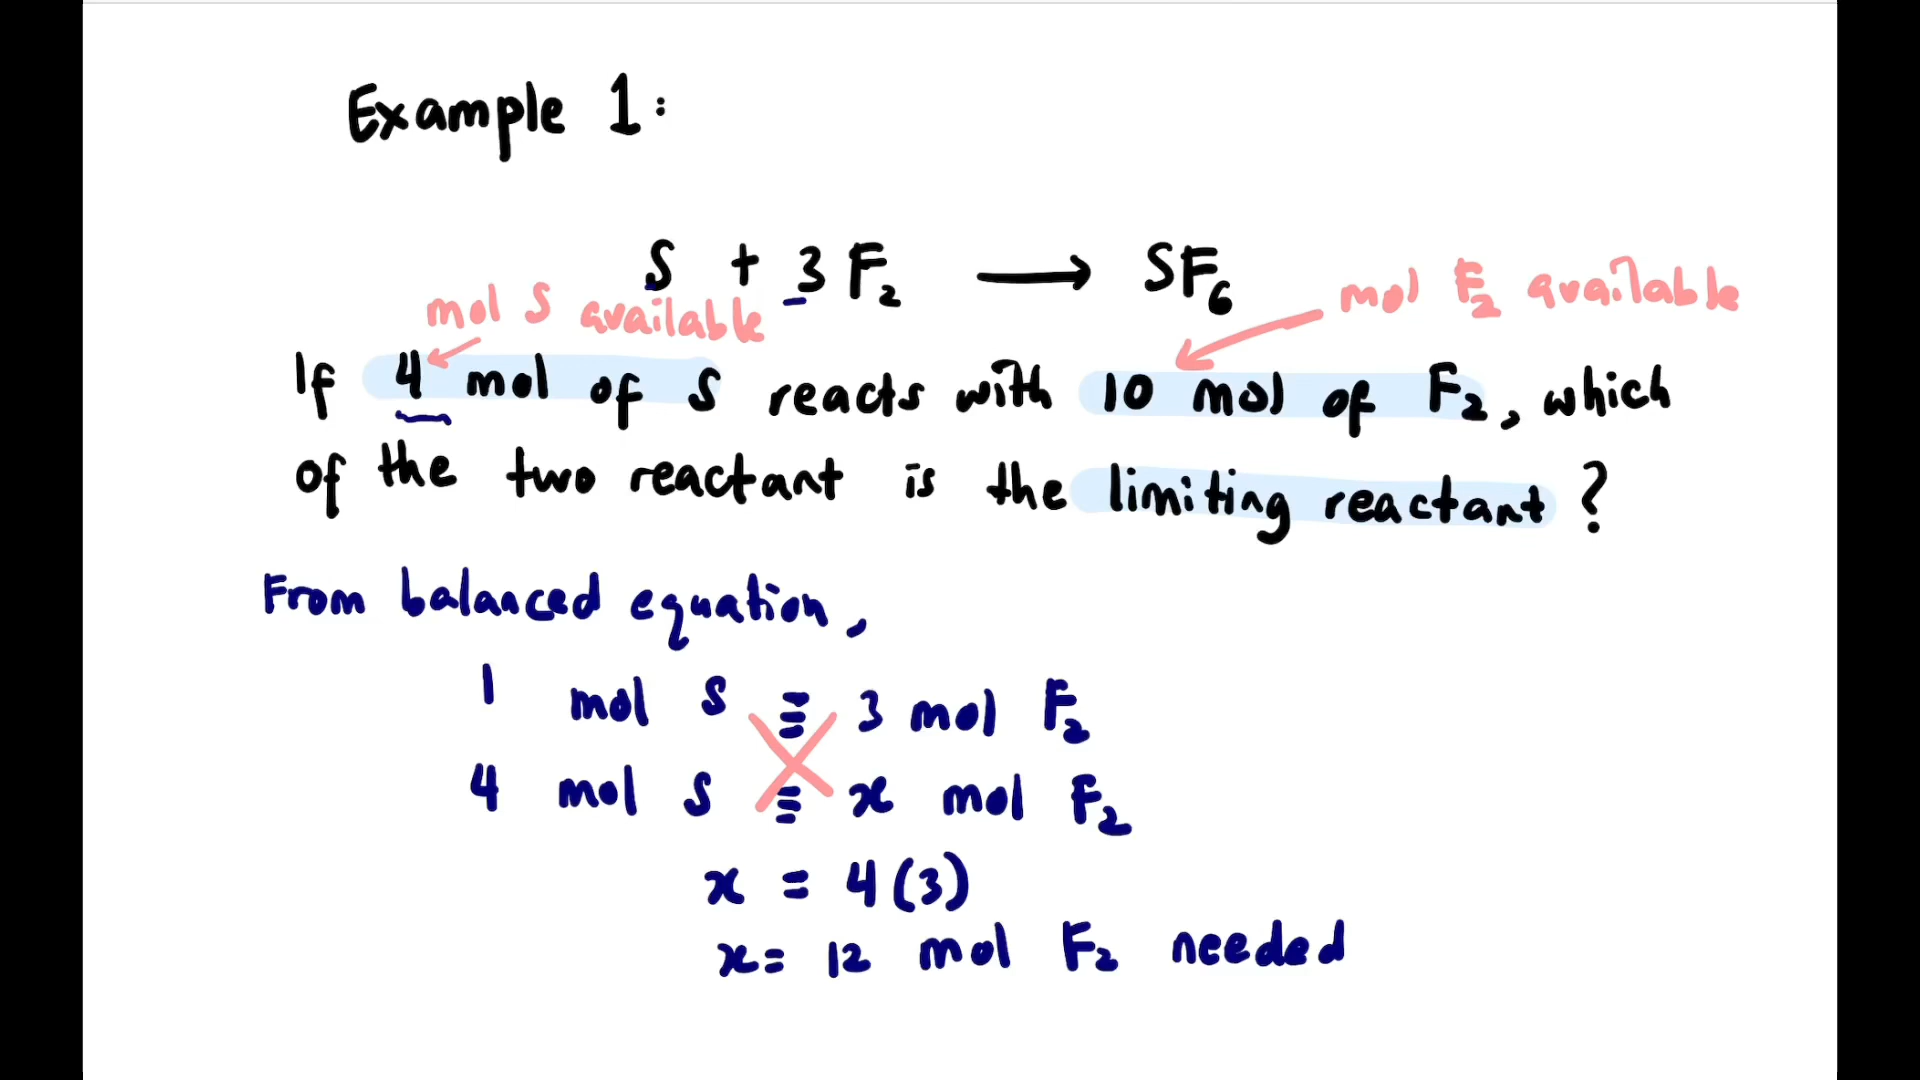 Example 1:
S + 3 F₂ ⟶ SF₆
mol S available
mol F₂ available
If 4 mol of S reacts with 10 mol of F₂, which
of the two reactant is the limiting reactant ?
From balanced equation,
1 mol S ≡ 3 mol F₂
4 mol S ≡ x mol F₂
x = 4(3)
x = 12 mol F₂ needed